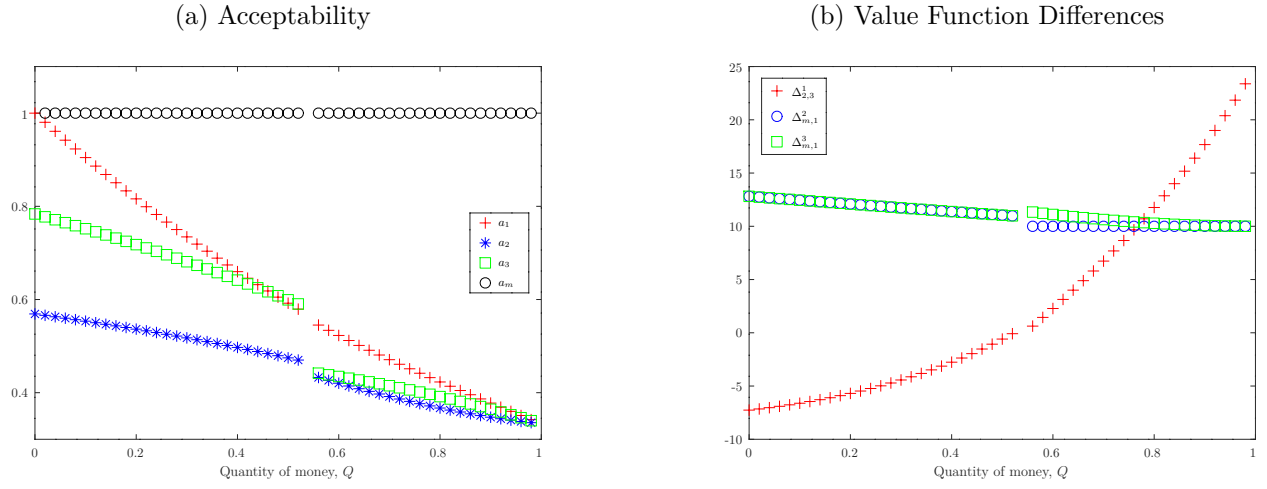 (a) Acceptability
1
0.8
0.6
0.4
0
0.2
0.4
0.6
0.8
1
Quantity of money, Q
a₁
a₂
a₃
aₘ
(b) Value Function Differences
25
20
15
10
5
0
-5
-10
0
0.2
0.4
0.6
0.8
1
Quantity of money, Q
Δ¹₂,₃
Δ²ₘ,₁
Δ³ₘ,₁